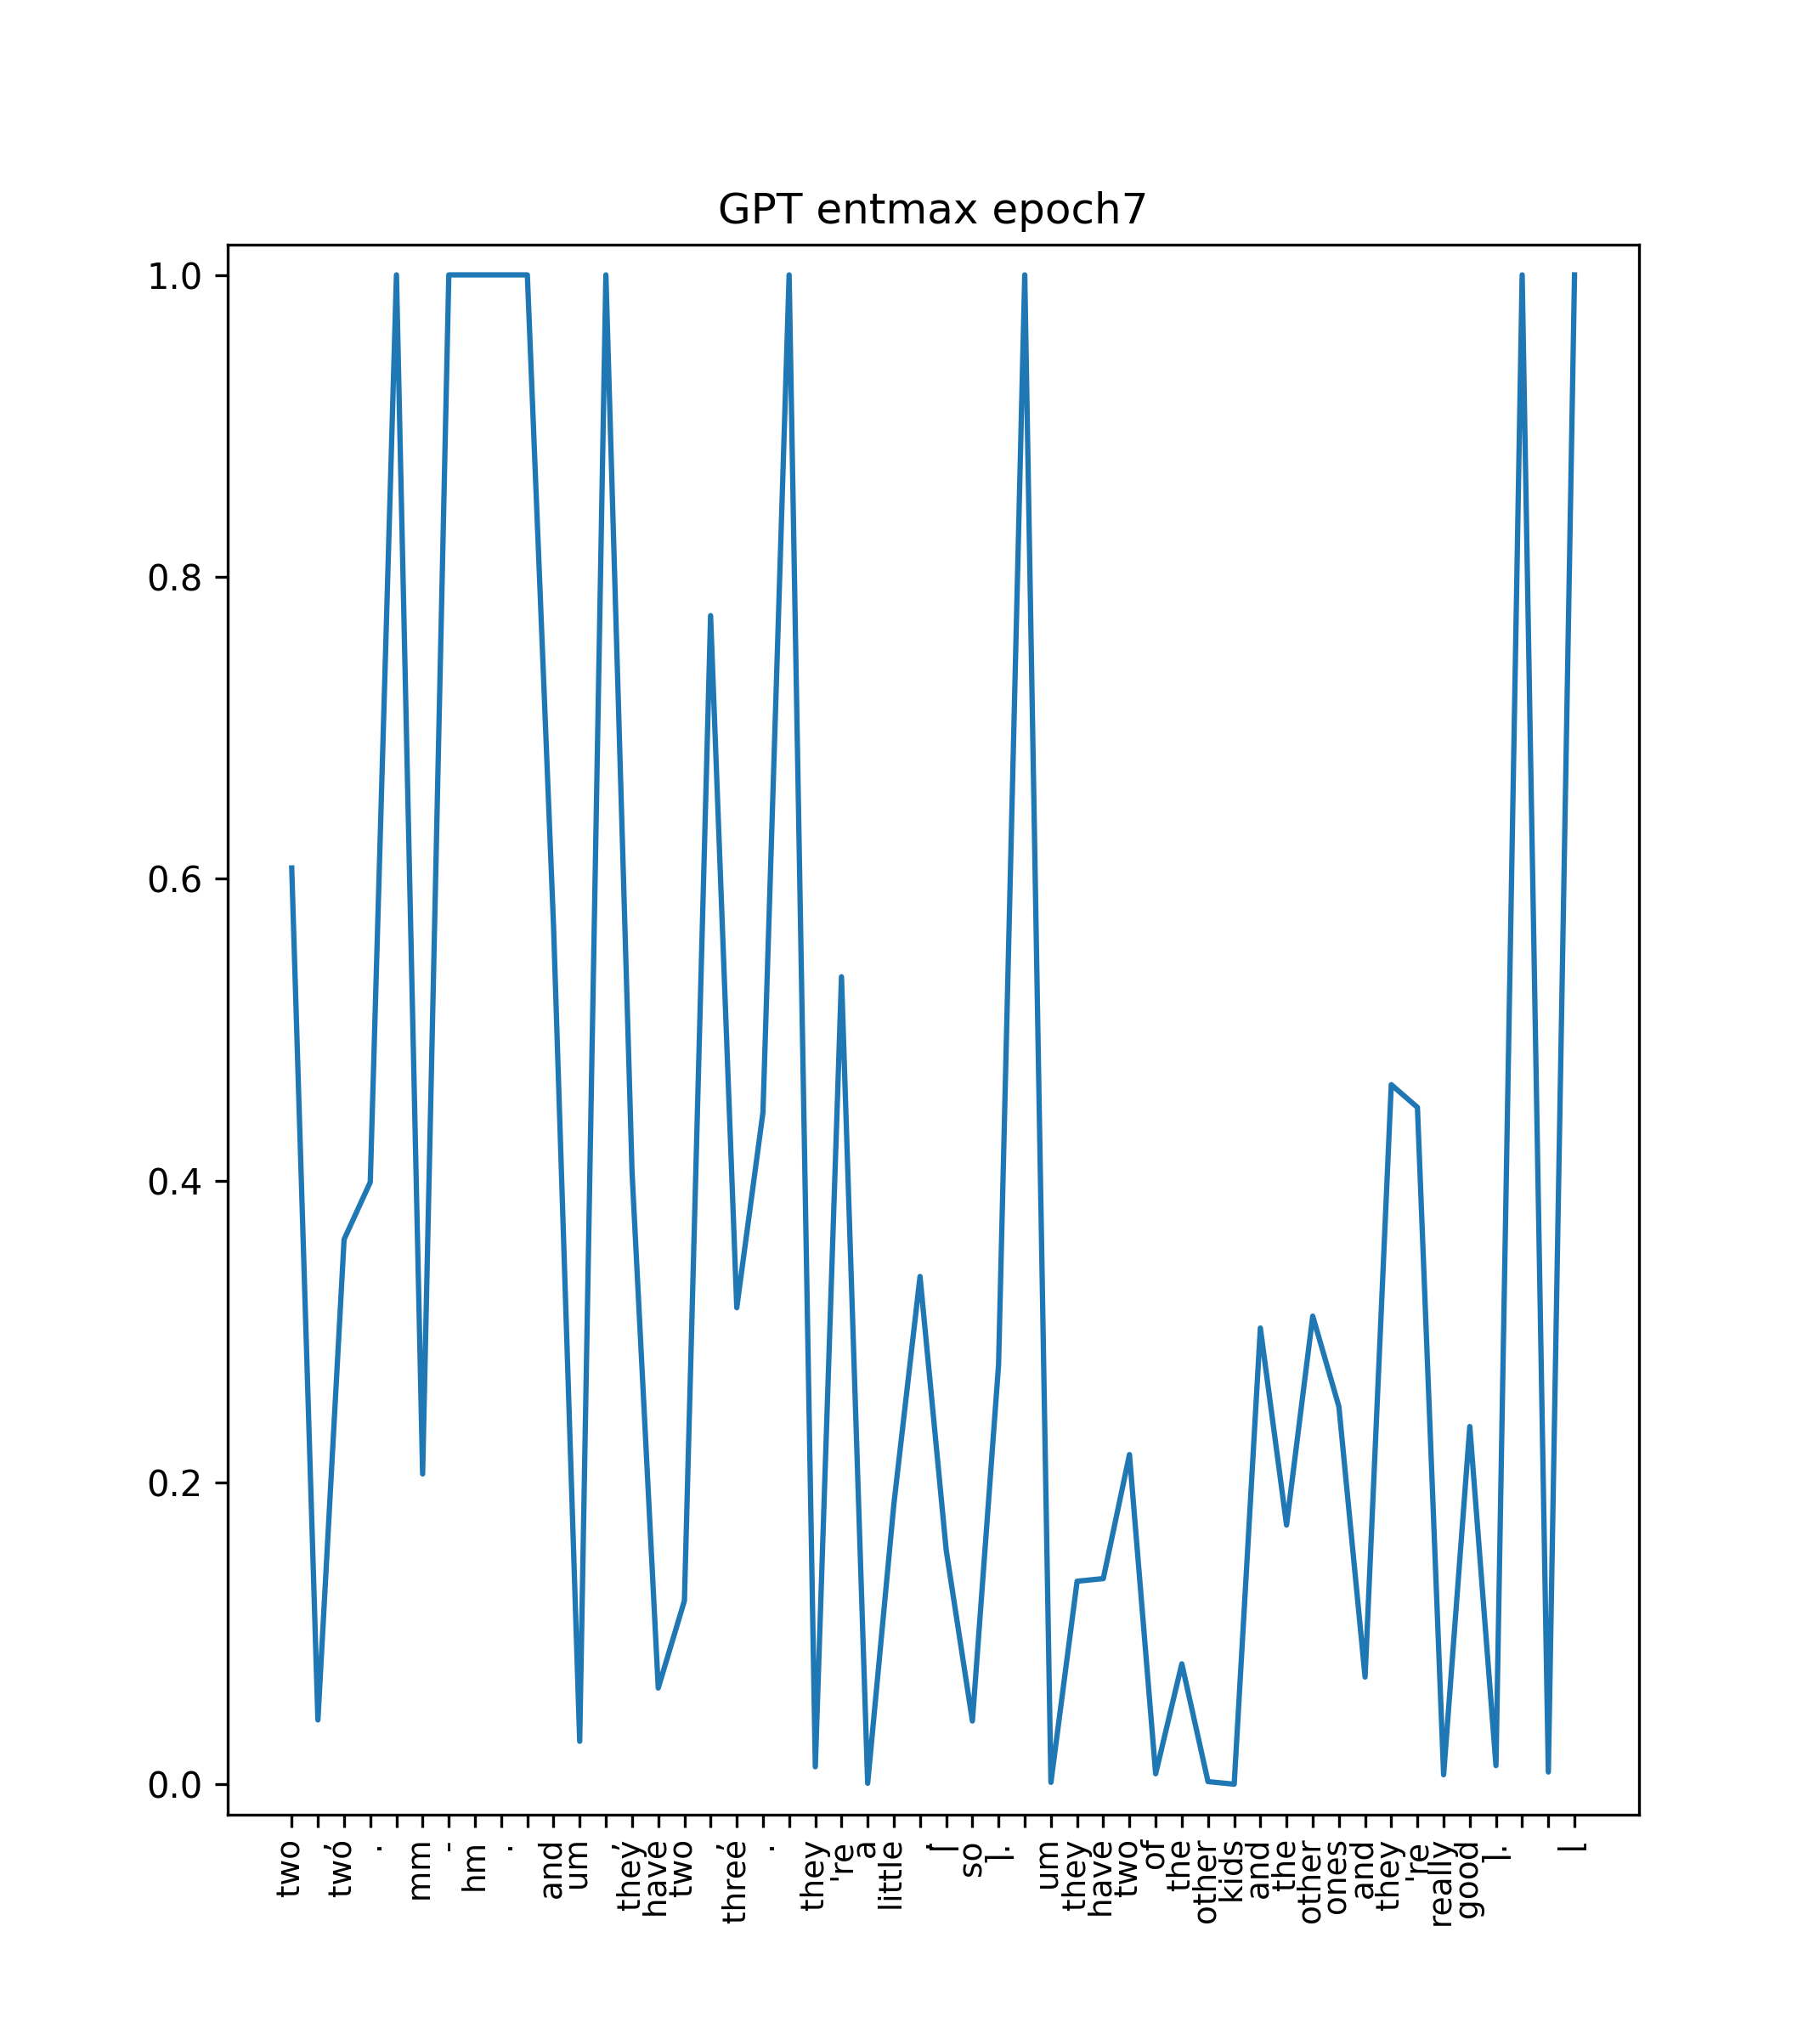 GPT entmax epoch7
1.0
0.8
0.6
0.4
0.2
0.0
two
,
two
.
mm
-
hm
.
and
um
,
they
have
two
,
three
.
they
're
a
little
[
so
].
um
they
have
two
of
the
other
kids
and
the
other
ones
and
they
're
really
good
].
[